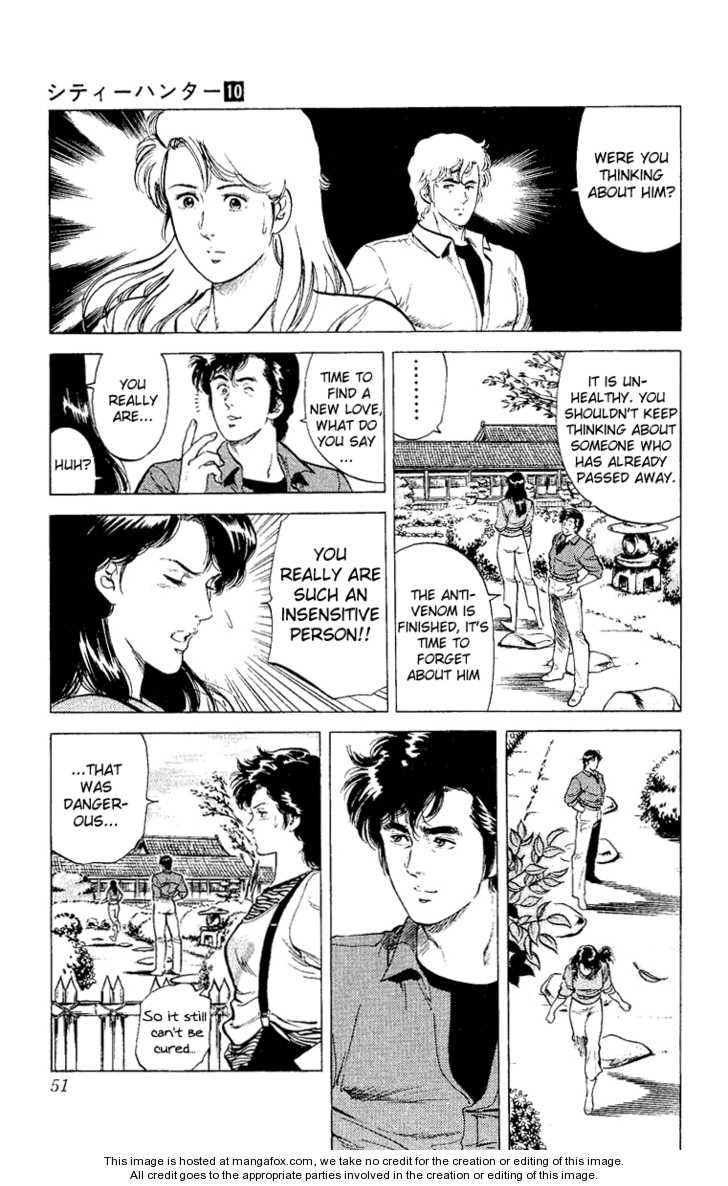 シティーハンター10
WERE YOU
THINKING
ABOUT HIM?
IT IS UN-
HEALTHY. YOU
SHOULDN'T KEEP
THINKING ABOUT
SOMEONE WHO
HAS ALREADY
PASSED AWAY.
........
THE ANTI-
VENOM IS
FINISHED, IT'S
TIME TO
FORGET
ABOUT HIM
TIME TO
FIND A
NEW LOVE,
WHAT DO
YOU SAY
...
YOU
REALLY
ARE...
HUH?
YOU
REALLY ARE
SUCH AN
INSENSITIVE
PERSON!!
...THAT
WAS
DANGER-
OUS...
So it still
can't be
cured...
51
This image is hosted at mangafox.com, we take no credit for the creation or editing of this image.
All credit goes to the appropriate parties involved in the creation or editing of this image.